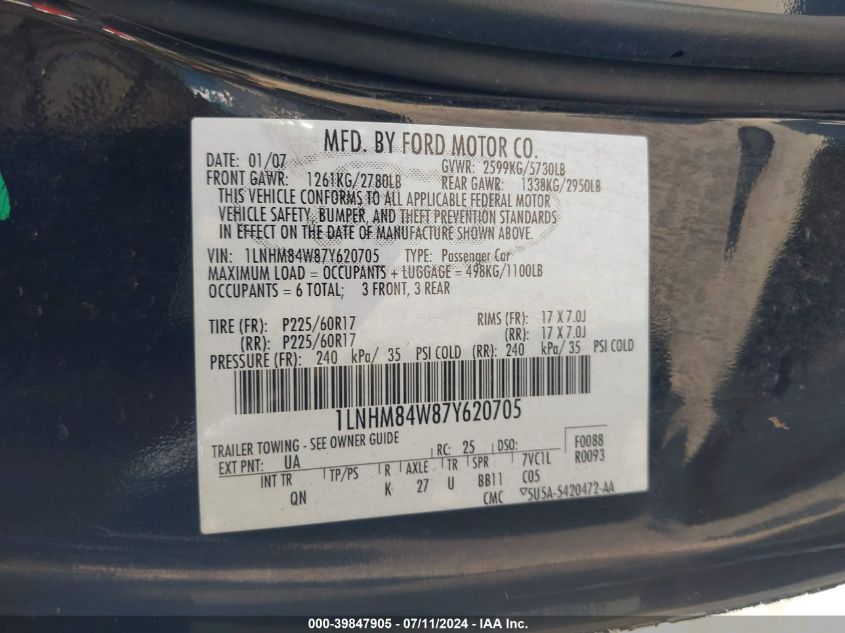 MFD. BY FORD MOTOR CO.
DATE: 01/07 GVWR: 2599KG/5730LB
FRONT GAWR: 1261KG/2780LB REAR GAWR: 1338KG/2950LB
THIS VEHICLE CONFORMS TO ALL APPLICABLE FEDERAL MOTOR
VEHICLE SAFETY, BUMPER, AND THEFT PREVENTION STANDARDS
IN EFFECT ON THE DATE OF MANUFACTURE SHOWN ABOVE.
VIN: 1LNHM84W87Y620705 TYPE: Passenger Car
MAXIMUM LOAD = OCCUPANTS + LUGGAGE = 498KG/1100LB
OCCUPANTS = 6 TOTAL; 3 FRONT, 3 REAR
TIRE (FR): P225/60R17 RIMS (FR): 17 X 7.0J
(RR): P225/60R17 (RR): 17 X 7.0J
PRESSURE (FR): 240 kPa/ 35 PSI COLD (RR): 240 kPa/ 35 PSI COLD
1LNHM84W87Y620705
TRAILER TOWING - SEE OWNER GUIDE
EXT PNT: UA RC: 25 DSO: F0088
R0093
INT TR TP/PS R AXLE TR SPR 7VC1L
QN K 27 U BB11 C05
CMC 5U5A-5420472-AA
000-39847905 / 07/11/2024 / IAAI.com